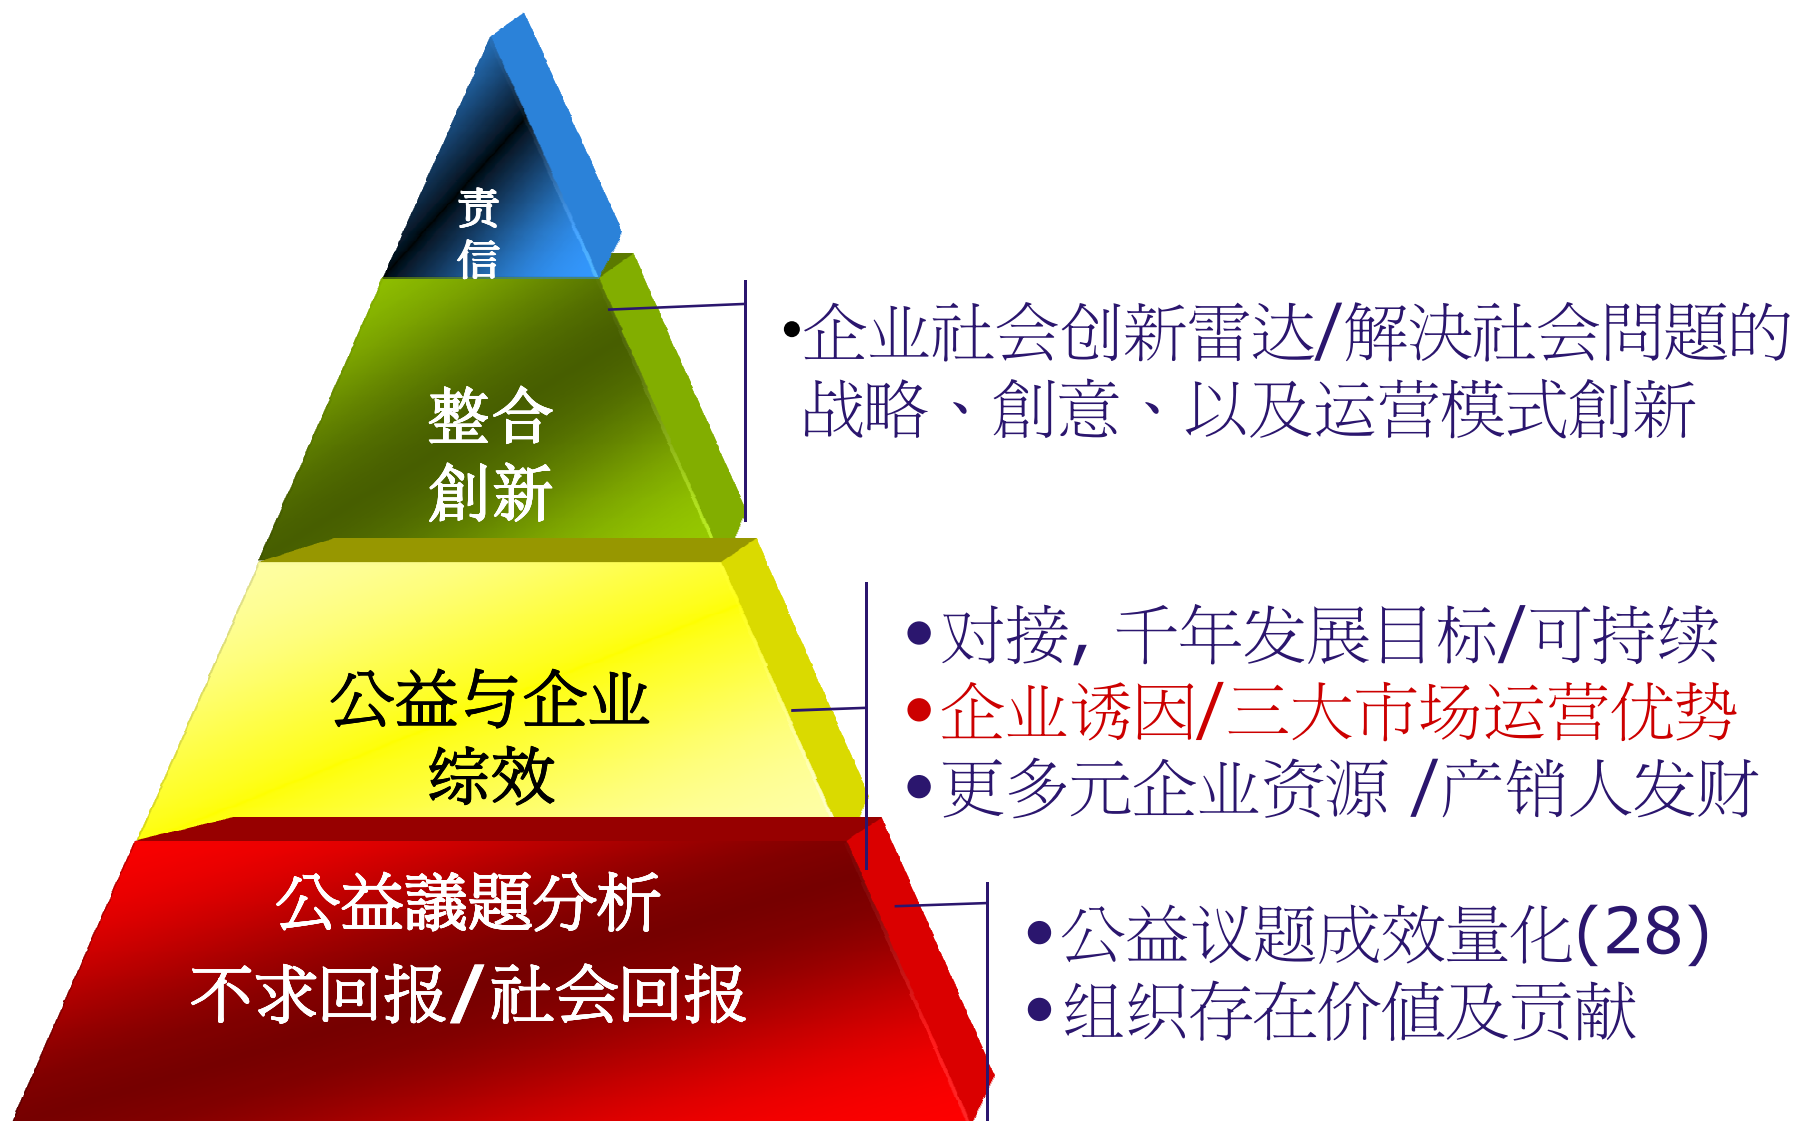 责
信
整合
創新
•企业社会创新雷达/解決社会問題的
战略、創意、以及运营模式創新
公益与企业
综效
•对接, 千年发展目标/可持续
•企业诱因/三大市场运营优势
•更多元企业资源 /产销人发财
公益議題分析
不求回报/社会回报
•公益议题成效量化(28)
•组织存在价値及贡献